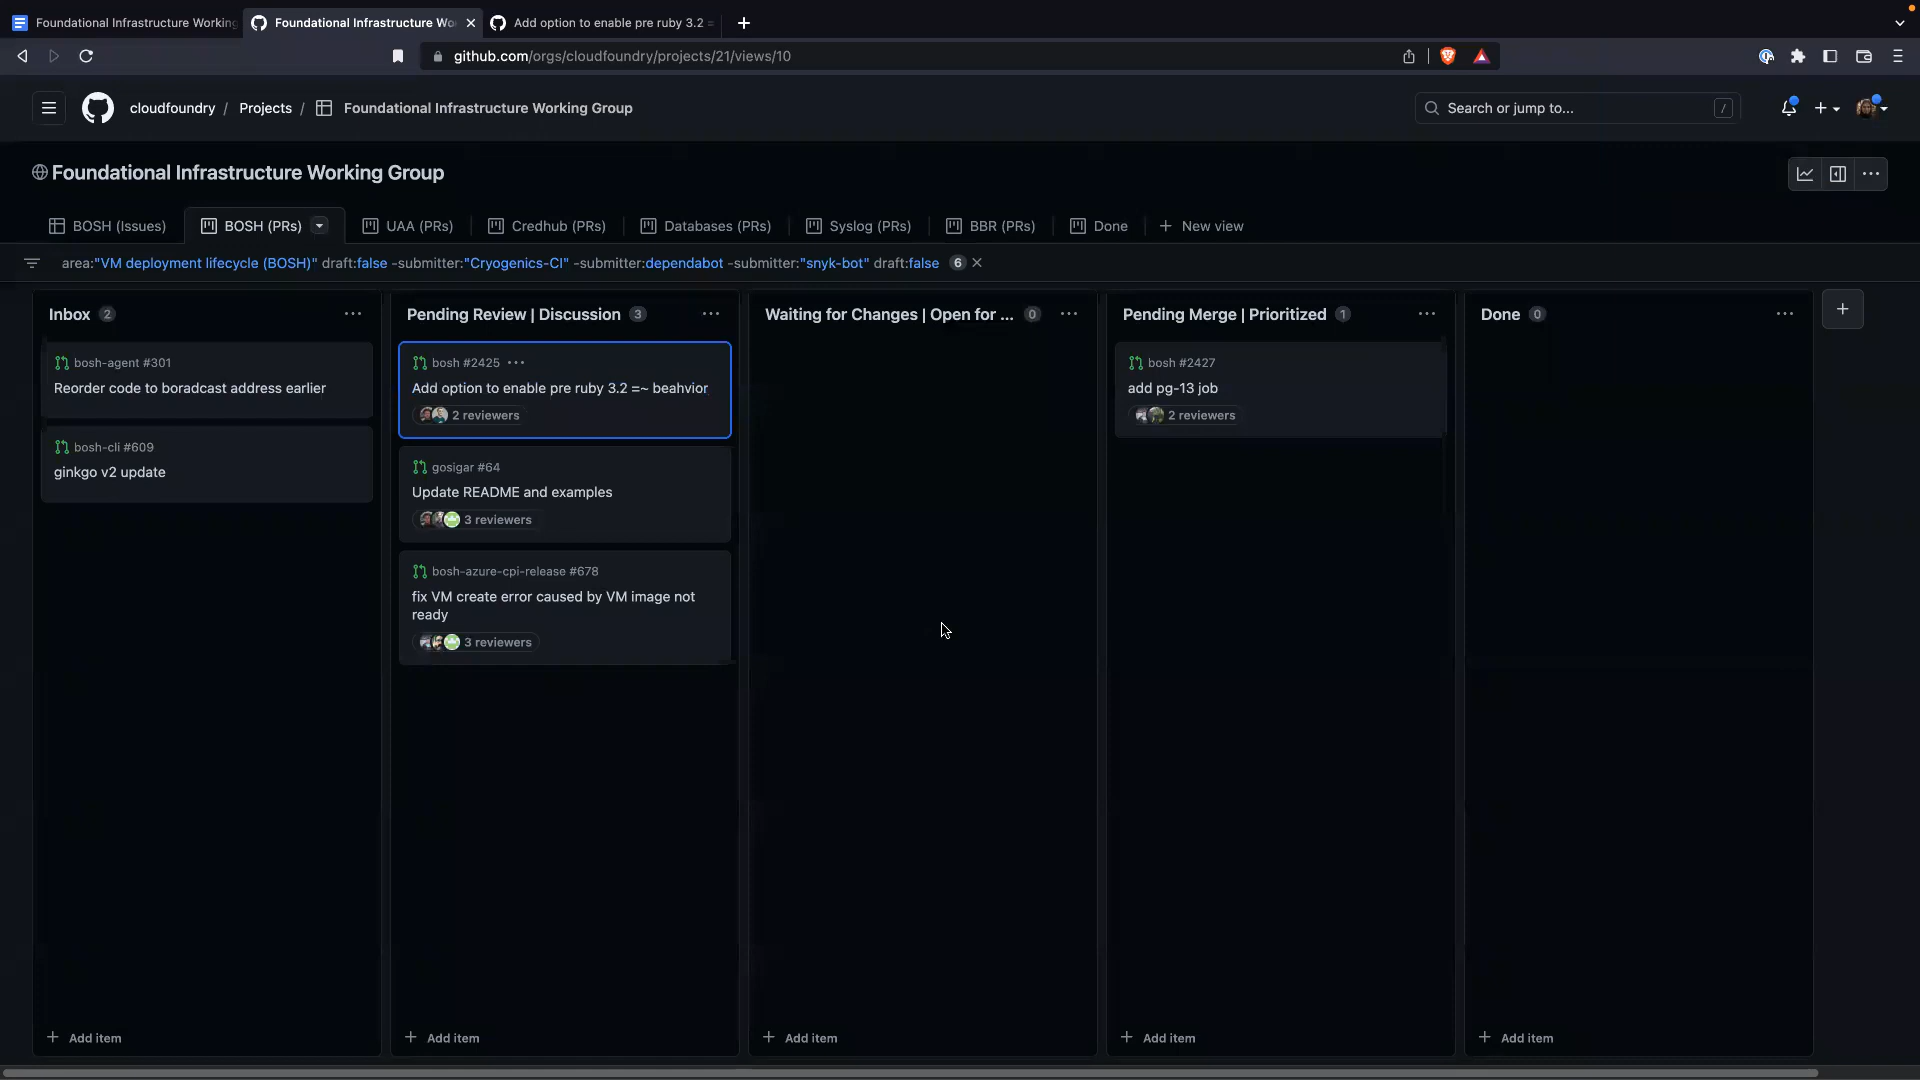 Foundational Infrastructure Working
Foundational Infrastructure Wo
Add option to enable pre ruby 3.2 =
github.com/orgs/cloudfoundry/projects/21/views/10
cloudfoundry / Projects / Foundational Infrastructure Working Group
Search or jump to... /
Foundational Infrastructure Working Group
BOSH (Issues)
BOSH (PRs)
UAA (PRs)
Credhub (PRs)
Databases (PRs)
Syslog (PRs)
BBR (PRs)
Done
New view
area:"VM deployment lifecycle (BOSH)" draft:false -submitter:"Cryogenics-CI" -submitter:dependabot -submitter:"snyk-bot" draft:false 6
Inbox 2
bosh-agent #301
Reorder code to boradcast address earlier
bosh-cli #609
ginkgo v2 update
Add item
Pending Review | Discussion 3
bosh #2425
Add option to enable pre ruby 3.2 =~ beahvior
2 reviewers
gosigar #64
Update README and examples
3 reviewers
bosh-azure-cpi-release #678
fix VM create error caused by VM image not
ready
3 reviewers
Add item
Waiting for Changes | Open for ... 0
Add item
Pending Merge | Prioritized 1
bosh #2427
add pg-13 job
2 reviewers
Add item
Done 0
Add item